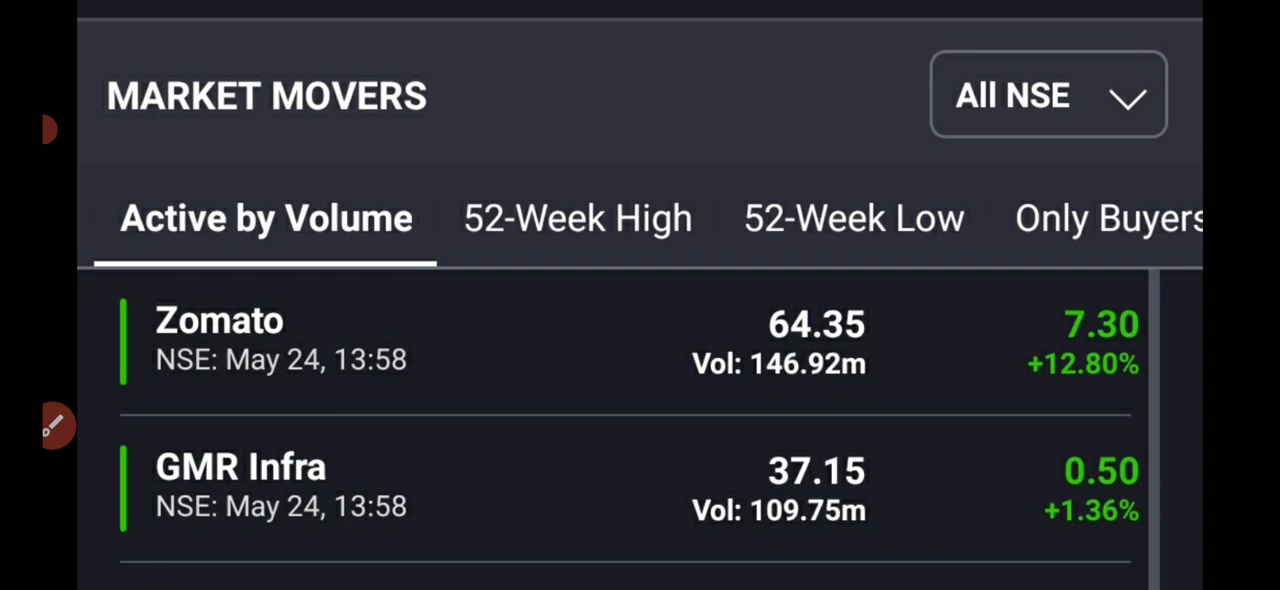 MARKET MOVERS
All NSE
Active by Volume 52-Week High 52-Week Low Only Buyers
Zomato 64.35 7.30
NSE: May 24, 13:58 Vol: 146.92m +12.80%
GMR Infra 37.15 0.50
NSE: May 24, 13:58 Vol: 109.75m +1.36%